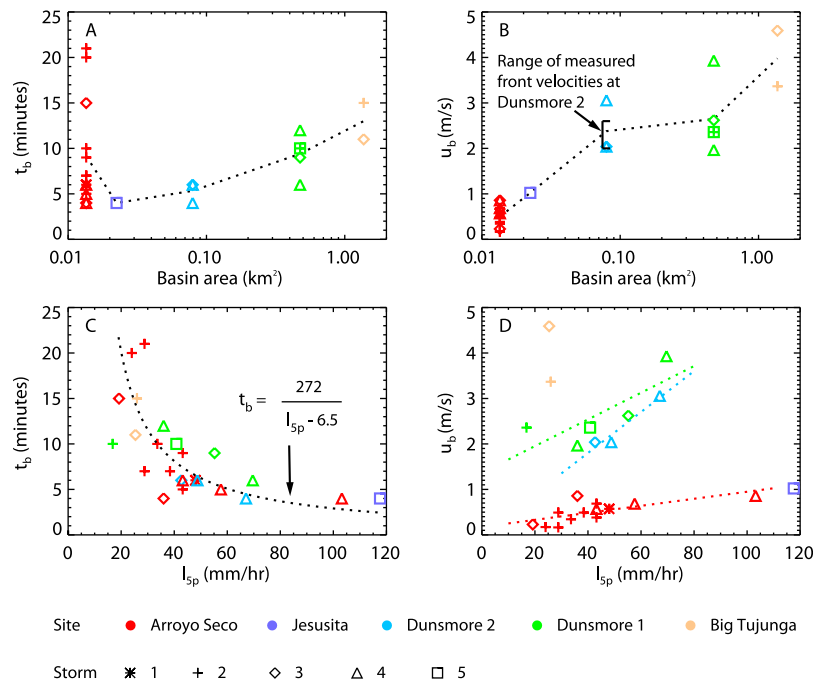 A
25
20
15
10
5
0
t_b (minutes)
0.01 0.10 1.00
Basin area (km²)
B
5
4
3
2
1
0
u_b (m/s)
Range of measured
front velocities at
Dunsmore 2
0.01 0.10 1.00
Basin area (km²)
C
25
20
15
10
5
0
t_b (minutes)
t_b = 272 / I_5p - 6.5
0 20 40 60 80 100 120
I_5p (mm/hr)
D
5
4
3
2
1
0
u_b (m/s)
0 20 40 60 80 100 120
I_5p (mm/hr)
Site Arroyo Seco Jesusita Dunsmore 2 Dunsmore 1 Big Tujunga
Storm 1 2 3 4 5